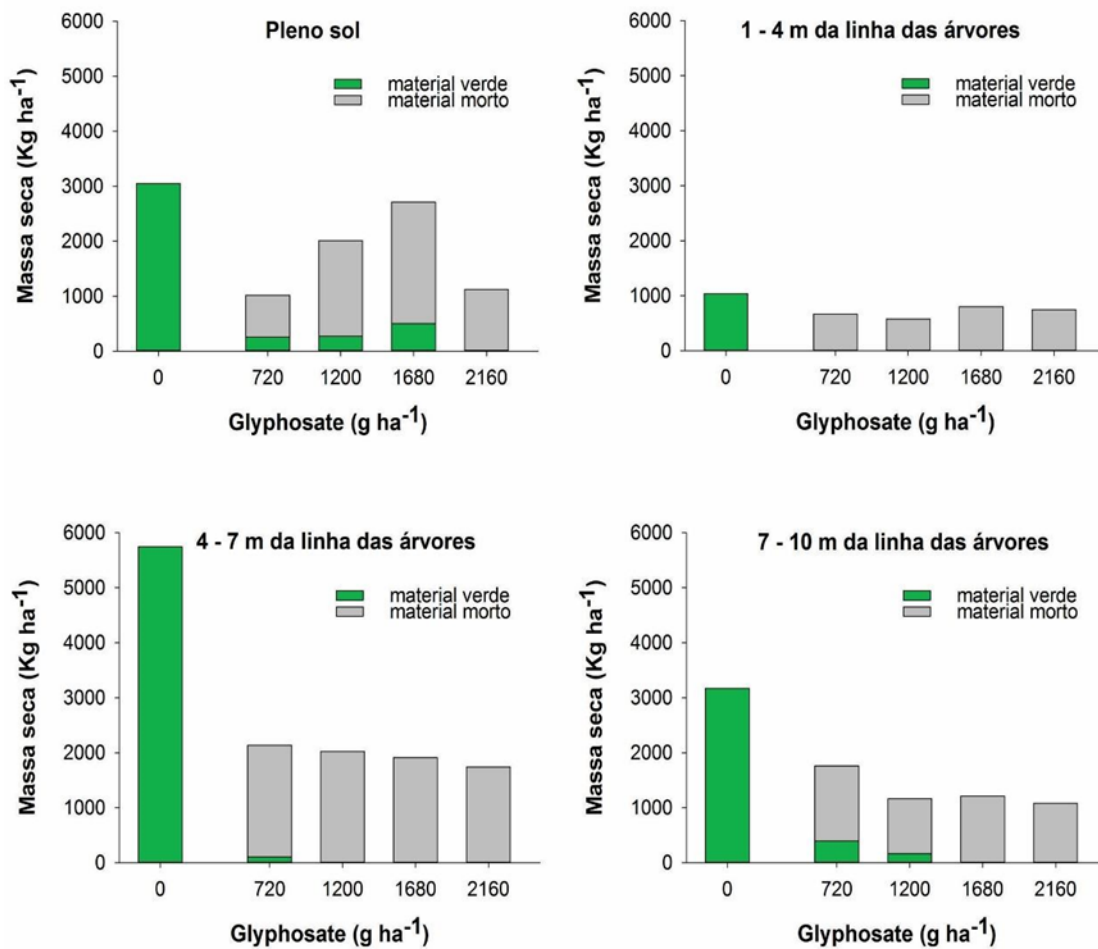 Pleno sol
material verde
material morto
Massa seca (Kg ha⁻¹)
6000
5000
4000
3000
2000
1000
0
0 720 1200 1680 2160
Glyphosate (g ha⁻¹)
1 - 4 m da linha das árvores
material verde
material morto
Massa seca (Kg ha⁻¹)
6000
5000
4000
3000
2000
1000
0
0 720 1200 1680 2160
Glyphosate (g ha⁻¹)
4 - 7 m da linha das árvores
material verde
material morto
Massa seca (Kg ha⁻¹)
6000
5000
4000
3000
2000
1000
0
0 720 1200 1680 2160
Glyphosate (g ha⁻¹)
7 - 10 m da linha das árvores
material verde
material morto
Massa seca (Kg ha⁻¹)
6000
5000
4000
3000
2000
1000
0
0 720 1200 1680 2160
Glyphosate (g ha⁻¹)